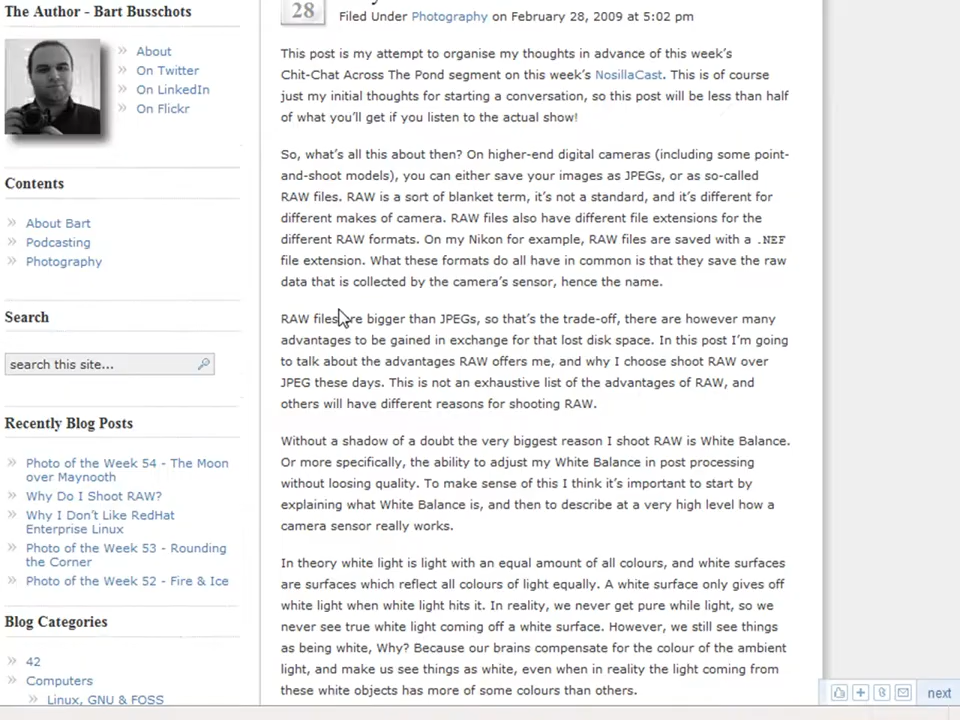 The Author - Bart Busschots
About
On Twitter
On LinkedIn
On Flickr
Contents
About Bart
Podcasting
Photography
Search
search this site...
Recently Blog Posts
Photo of the Week 54 - The Moon
over Maynooth
Why Do I Shoot RAW?
Why I Don't Like RedHat
Enterprise Linux
Photo of the Week 53 - Rounding
the Corner
Photo of the Week 52 - Fire & Ice
Blog Categories
42
Computers
Linux, GNU & FOSS
28
Filed Under Photography on February 28, 2009 at 5:02 pm
This post is my attempt to organise my thoughts in advance of this week's
Chit-Chat Across The Pond segment on this week's NosillaCast. This is of course
just my initial thoughts for starting a conversation, so this post will be less than half
of what you'll get if you listen to the actual show!
So, what's all this about then? On higher-end digital cameras (including some point-
and-shoot models), you can either save your images as JPEGs, or as so-called
RAW files. RAW is a sort of blanket term, it's not a standard, and it's different for
different makes of camera. RAW files also have different file extensions for the
different RAW formats. On my Nikon for example, RAW files are saved with a .NEF
file extension. What these formats do all have in common is that they save the raw
data that is collected by the camera's sensor, hence the name.
RAW files are bigger than JPEGs, so that's the trade-off, there are however many
advantages to be gained in exchange for that lost disk space. In this post I'm going
to talk about the advantages RAW offers me, and why I choose shoot RAW over
JPEG these days. This is not an exhaustive list of the advantages of RAW, and
others will have different reasons for shooting RAW.
Without a shadow of a doubt the very biggest reason I shoot RAW is White Balance.
Or more specifically, the ability to adjust my White Balance in post processing
without loosing quality. To make sense of this I think it's important to start by
explaining what White Balance is, and then to describe at a very high level how a
camera sensor really works.
In theory white light is light with an equal amount of all colours, and white surfaces
are surfaces which reflect all colours of light equally. A white surface only gives off
white light when white light hits it. In reality, we never get pure while light, so we
never see true white light coming off a white surface. However, we still see things
as being white, Why? Because our brains compensate for the colour of the ambient
light, and make us see things as white, even when in reality the light coming from
these white objects has more of some colours than others.
next